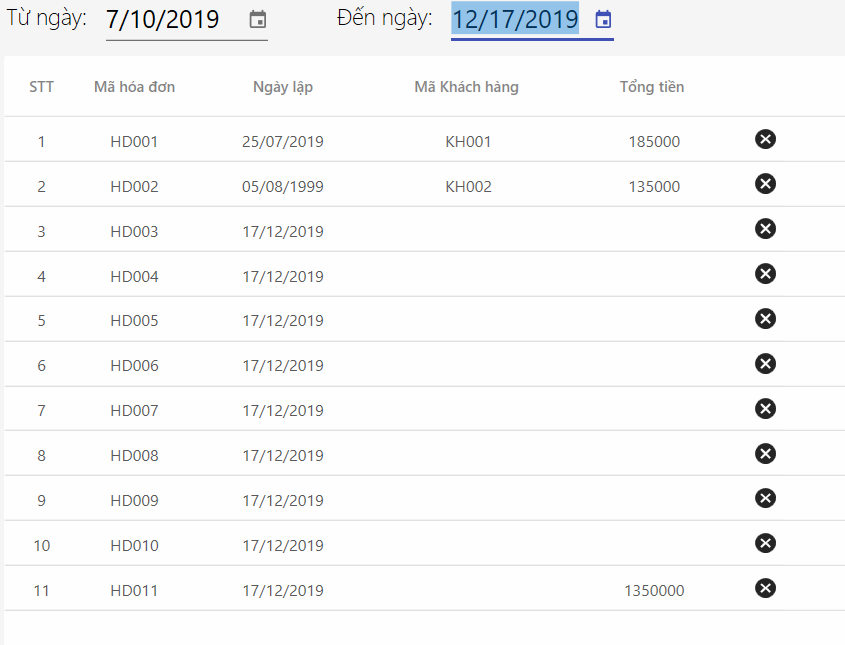 Từ ngày: 7/10/2019 Đến ngày: 12/17/2019
STT Mã hóa đơn Ngày lập Mã Khách hàng Tổng tiền
1 HD001 25/07/2019 KH001 185000
2 HD002 05/08/1999 KH002 135000
3 HD003 17/12/2019
4 HD004 17/12/2019
5 HD005 17/12/2019
6 HD006 17/12/2019
7 HD007 17/12/2019
8 HD008 17/12/2019
9 HD009 17/12/2019
10 HD010 17/12/2019
11 HD011 17/12/2019 1350000